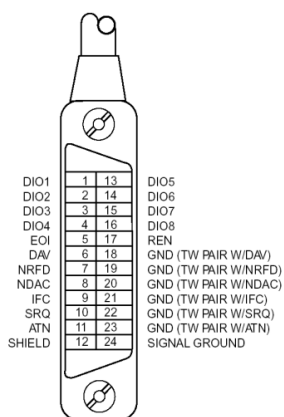 DIO1 1 13 DIO5
DIO2 2 14 DIO6
DIO3 3 15 DIO7
DIO4 4 16 DIO8
EOI 5 17 REN
DAV 6 18 GND (TW PAIR W/DAV)
NRFD 7 19 GND (TW PAIR W/NRFD)
NDAC 8 20 GND (TW PAIR W/NDAC)
IFC 9 21 GND (TW PAIR W/IFC)
SRQ 10 22 GND (TW PAIR W/SRQ)
ATN 11 23 GND (TW PAIR W/ATN)
SHIELD 12 24 SIGNAL GROUND